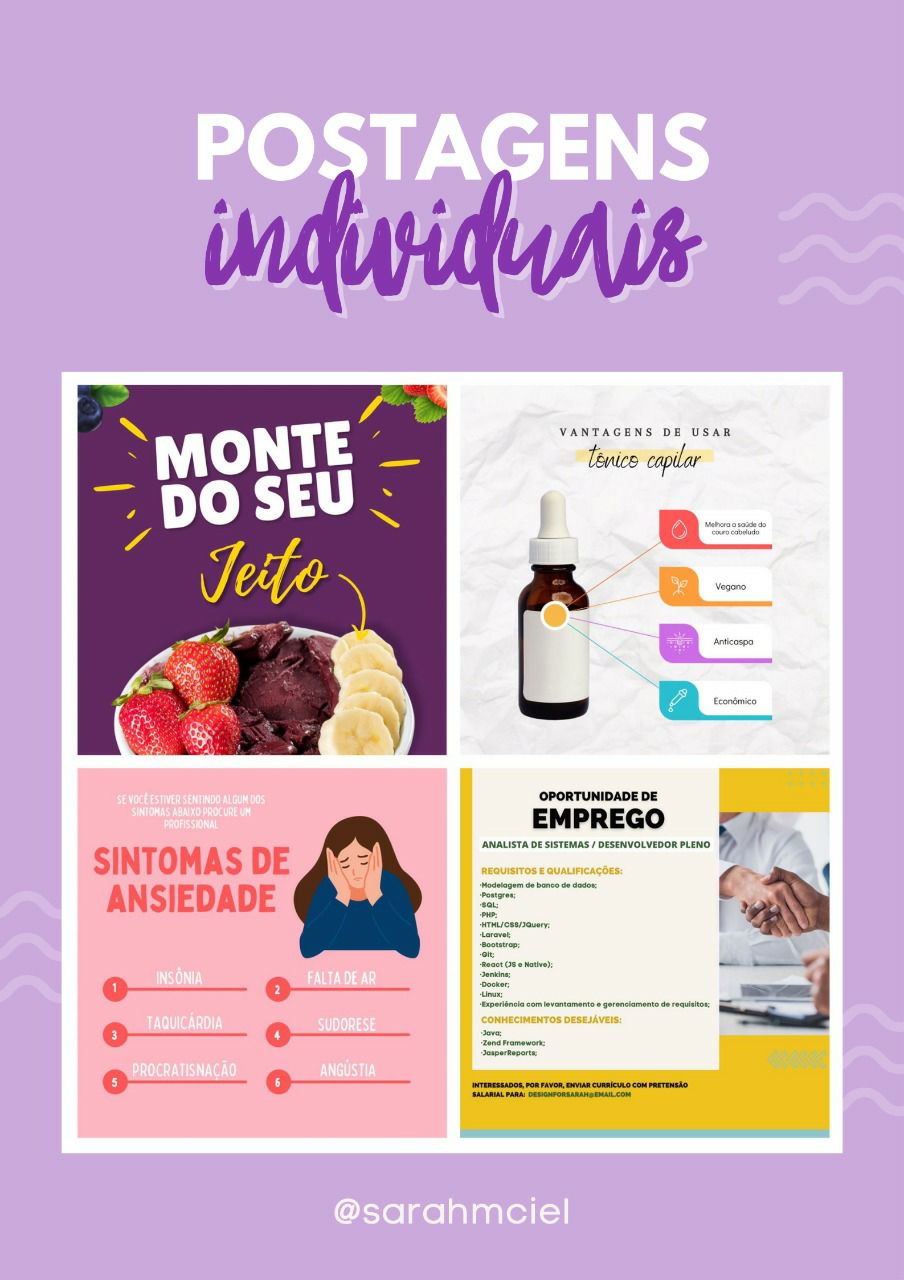 POSTAGENS
individuais
MONTE
DO SEU
Jeito
VANTAGENS DE USAR
tônico capilar
Melhora a saúde do
couro cabeludo
Vegano
Anticaspa
Econômico
SE VOCÊ ESTIVER SENTINDO ALGUM DOS
SINTOMAS ABAIXO PROCURE UM
PROFISSIONAL
SINTOMAS DE
ANSIEDADE
1 INSÔNIA
2 FALTA DE AR
3 TAQUICÁRDIA
4 SUDORESE
5 PROCRATISNAÇÃO
6 ANGÚSTIA
OPORTUNIDADE DE
EMPREGO
ANALISTA DE SISTEMAS / DESENVOLVEDOR PLENO
REQUISITOS E QUALIFICAÇÕES:
·Modelagem de banco de dados;
·Postgres;
·SQL;
·PHP;
·HTML/CSS/JQuery;
·Laravel;
·Bootstrap;
·Git;
·React (JS e Native);
·Jenkins;
·Docker;
·Linux;
·Experiência com levantamento e gerenciamento de requisitos;
CONHECIMENTOS DESEJÁVEIS:
·Java;
·Zend Framework;
·JasperReports;
INTERESSADOS, POR FAVOR, ENVIAR CURRÍCULO COM PRETENSÃO
SALARIAL PARA: DESIGNFORSARAH@EMAIL.COM
@sarahmciel